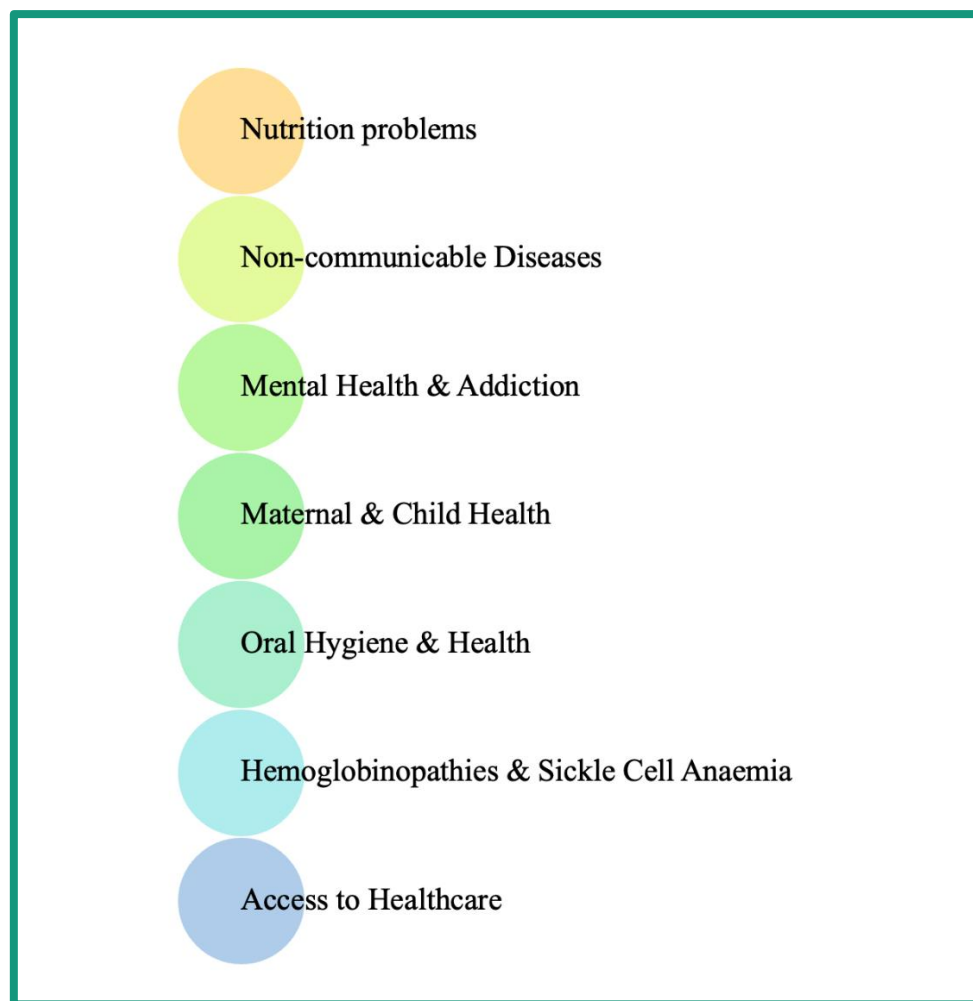 Nutrition problems
Non-communicable Diseases
Mental Health & Addiction
Maternal & Child Health
Oral Hygiene & Health
Hemoglobinopathies & Sickle Cell Anaemia
Access to Healthcare